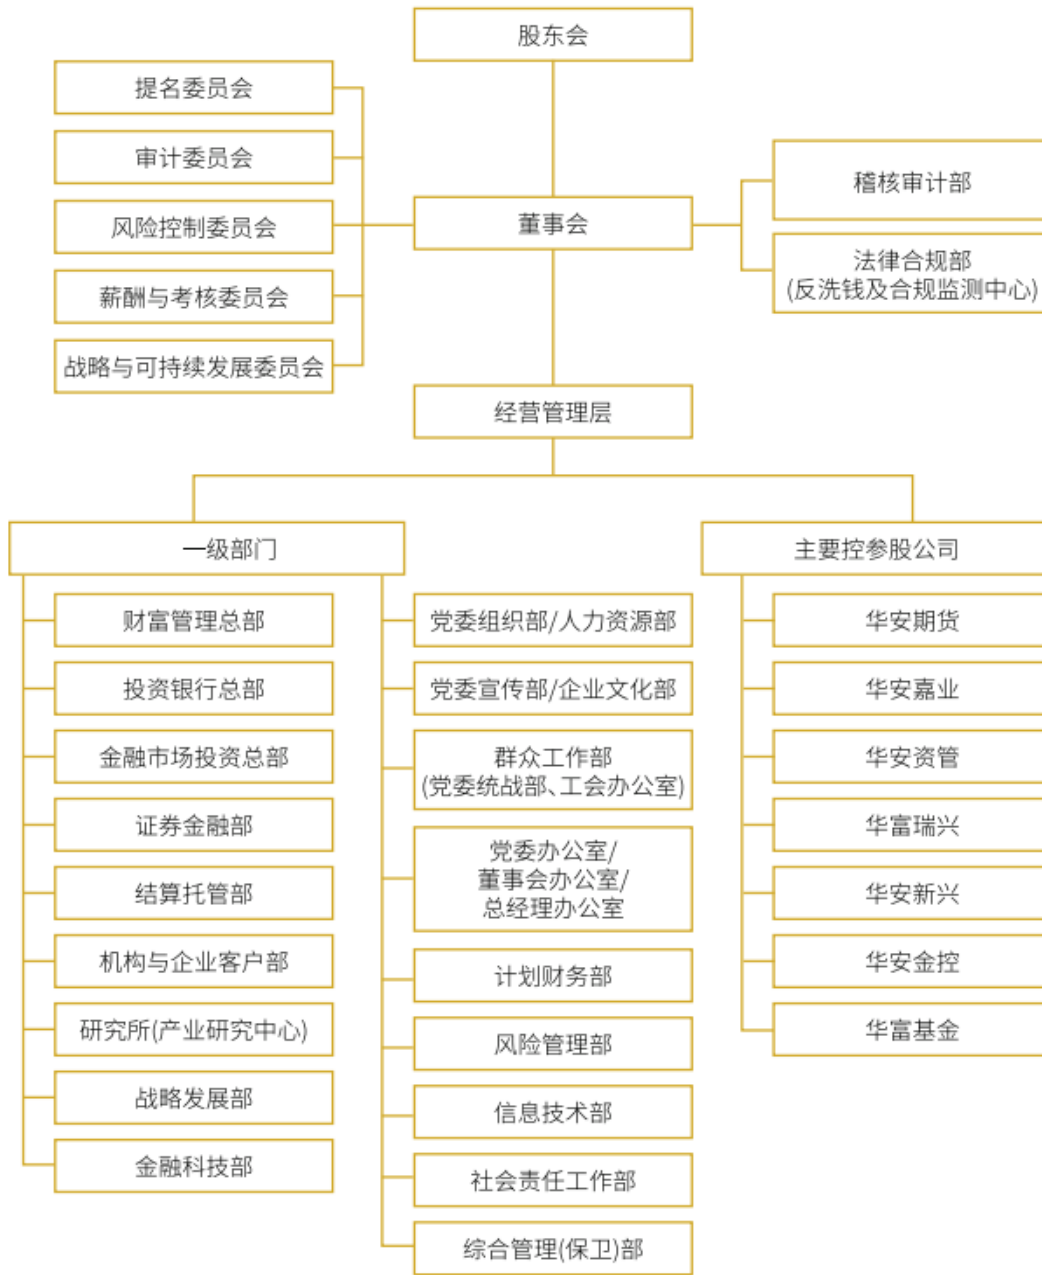 股东会
提名委员会
审计委员会
风险控制委员会
薪酬与考核委员会
战略与可持续发展委员会
董事会
稽核审计部
法律合规部
(反洗钱及合规监测中心)
经营管理层
一级部门
财富管理总部
投资银行总部
金融市场投资总部
证券金融部
结算托管部
机构与企业客户部
研究所(产业研究中心)
战略发展部
金融科技部
党委组织部/人力资源部
党委宣传部/企业文化部
群众工作部
(党委统战部、工会办公室)
党委办公室/
董事会办公室/
总经理办公室
计划财务部
风险管理部
信息技术部
社会责任工作部
综合管理(保卫)部
主要控参股公司
华安期货
华安嘉业
华安资管
华富瑞兴
华安新兴
华安金控
华富基金